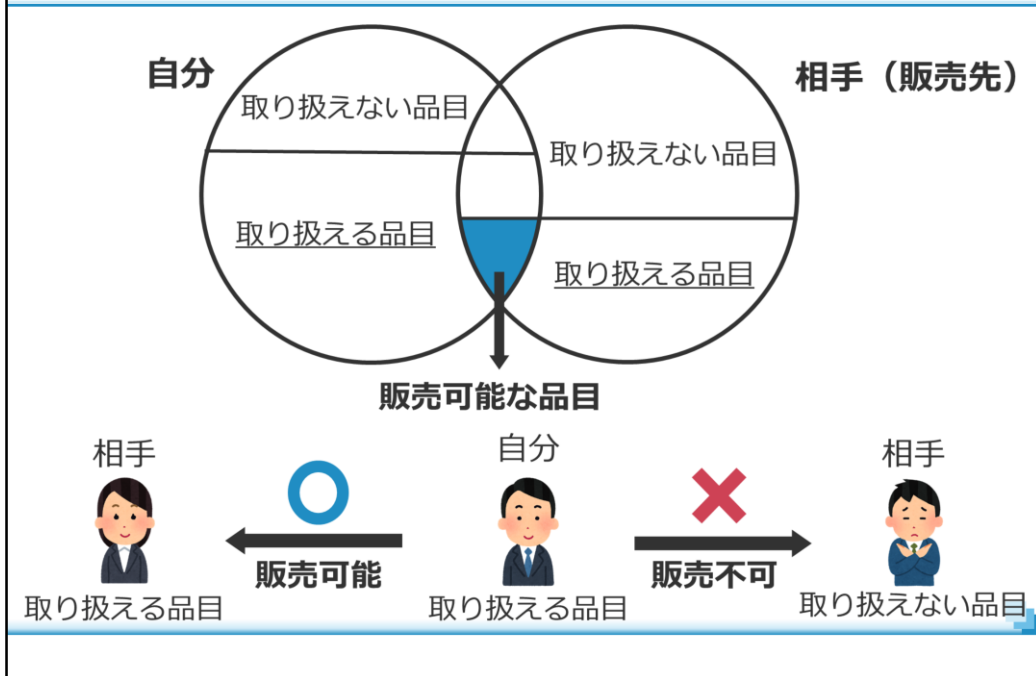 自分
相手（販売先）
取り扱えない品目
取り扱えない品目
取り扱える品目
取り扱える品目
販売可能な品目
相手
自分
相手
販売可能
販売不可
取り扱える品目
取り扱える品目
取り扱えない品目